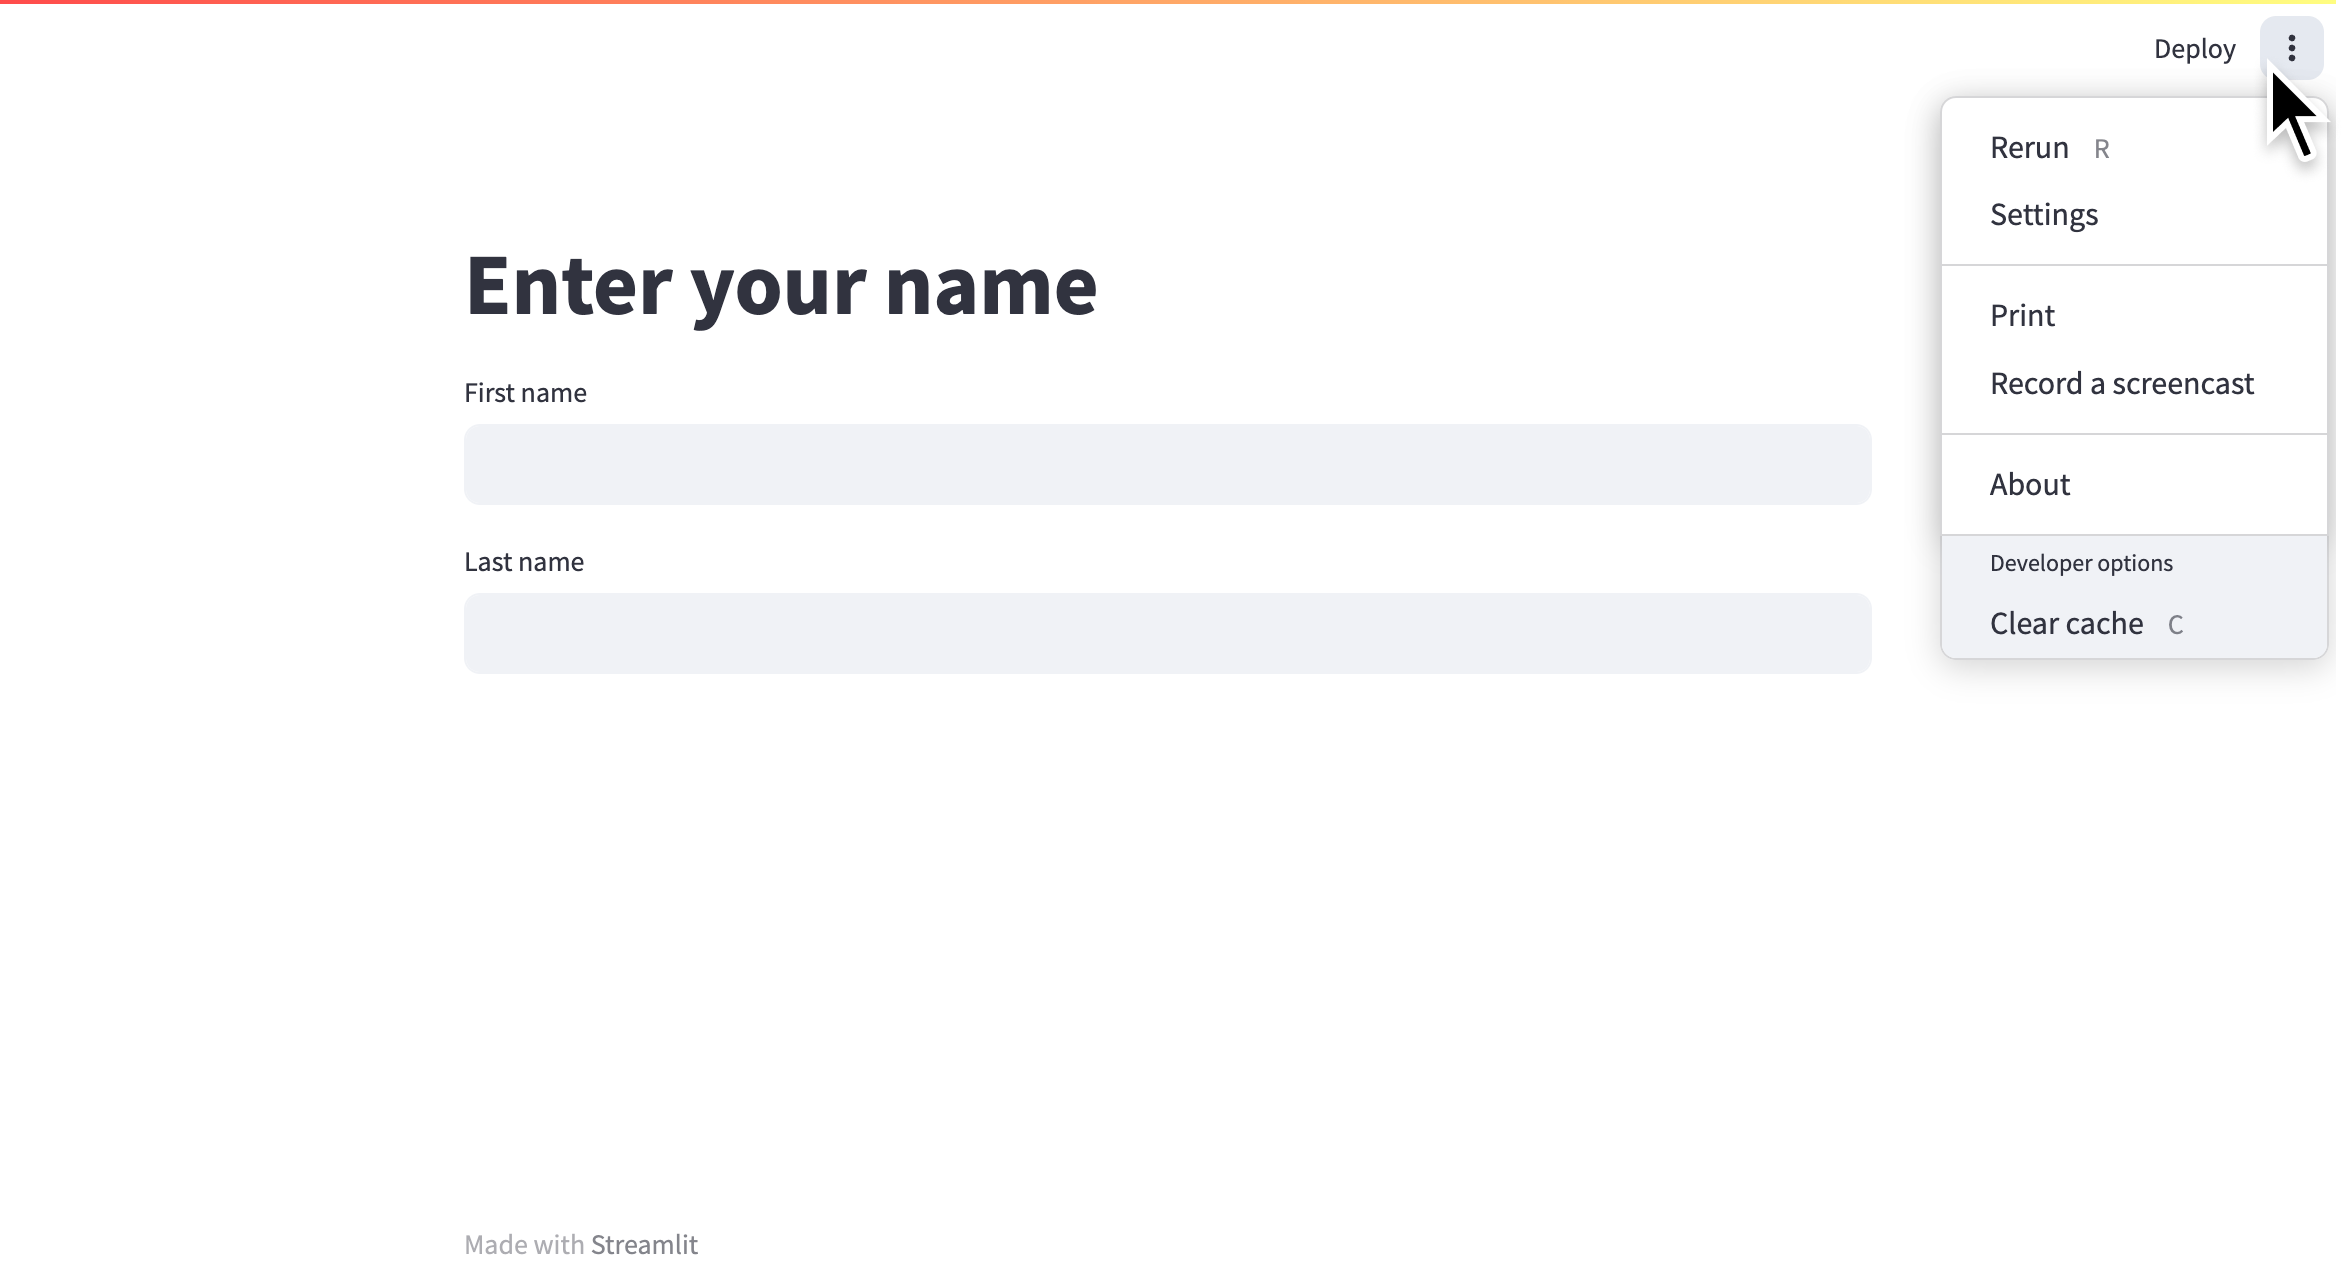 Deploy
Rerun R
Settings
Print
Record a screencast
About
Developer options
Clear cache C
Enter your name
First name
Last name
Made with Streamlit